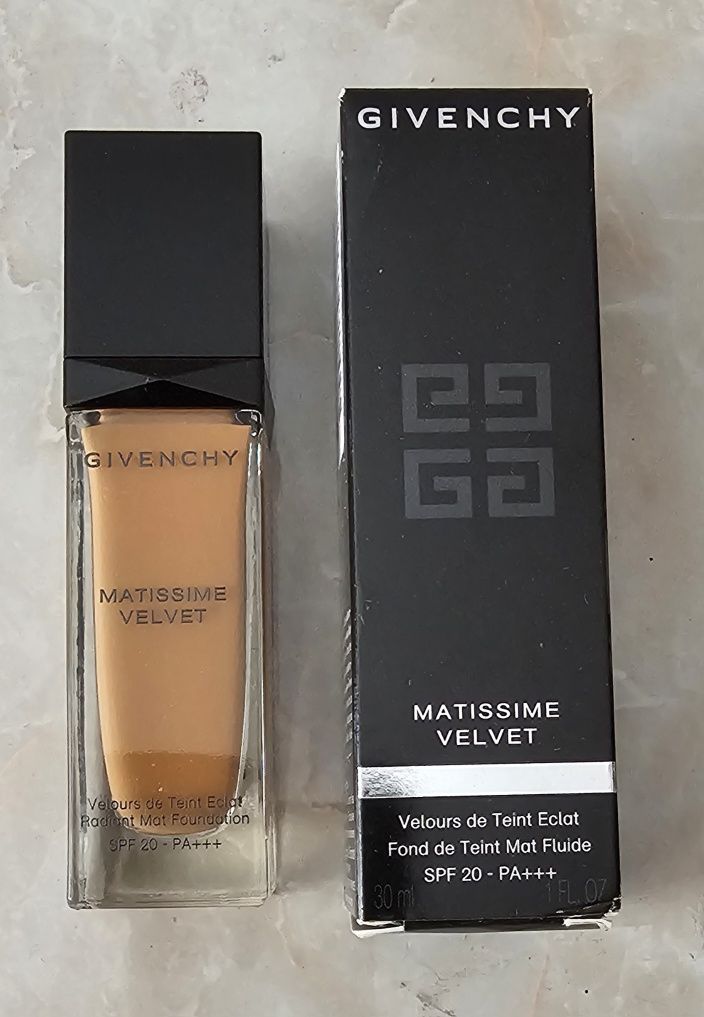 GIVENCHY
MATISSIME
VELVET
Velours de Teint Eclat
Radiant Mat Foundation
SPF 20 - PA+++
GIVENCHY
MATISSIME
VELVET
Velours de Teint Eclat
Fond de Teint Mat Fluide
SPF 20 - PA+++
30 ml 1 FL. OZ